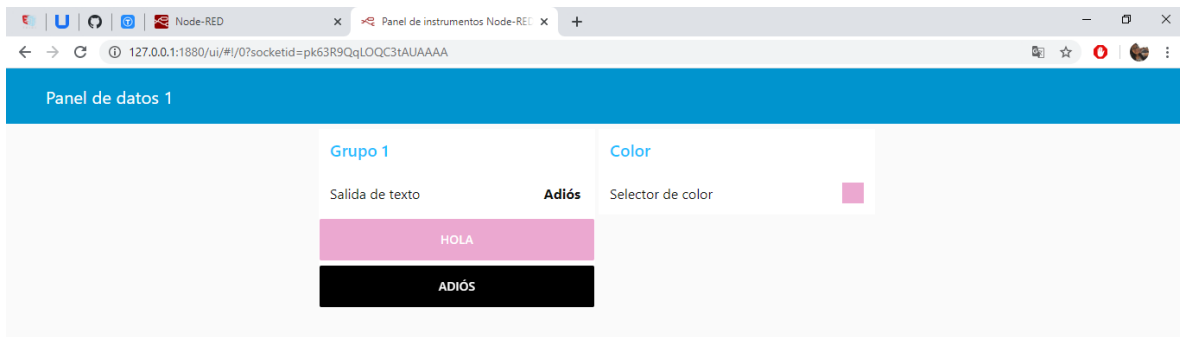 Node-RED
Panel de instrumentos Node-RED
127.0.0.1:1880/ui/#!/0?socketid=pk63R9QqLOQC3tAUAAAA
Panel de datos 1
Grupo 1
Salida de texto Adiós
HOLA
ADIÓS
Color
Selector de color